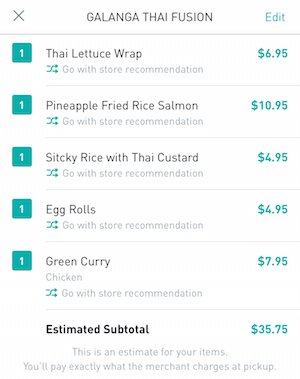 GALANGA THAI FUSION Edit
1 Thai Lettuce Wrap $6.95
Go with store recommendation
1 Pineapple Fried Rice Salmon $10.95
Go with store recommendation
1 Sitcky Rice with Thai Custard $4.95
Go with store recommendation
1 Egg Rolls $4.95
Go with store recommendation
1 Green Curry $7.95
Chicken
Go with store recommendation
Estimated Subtotal $35.75
This is an estimate for your items.
You'll pay exactly what the merchant charges at pickup.